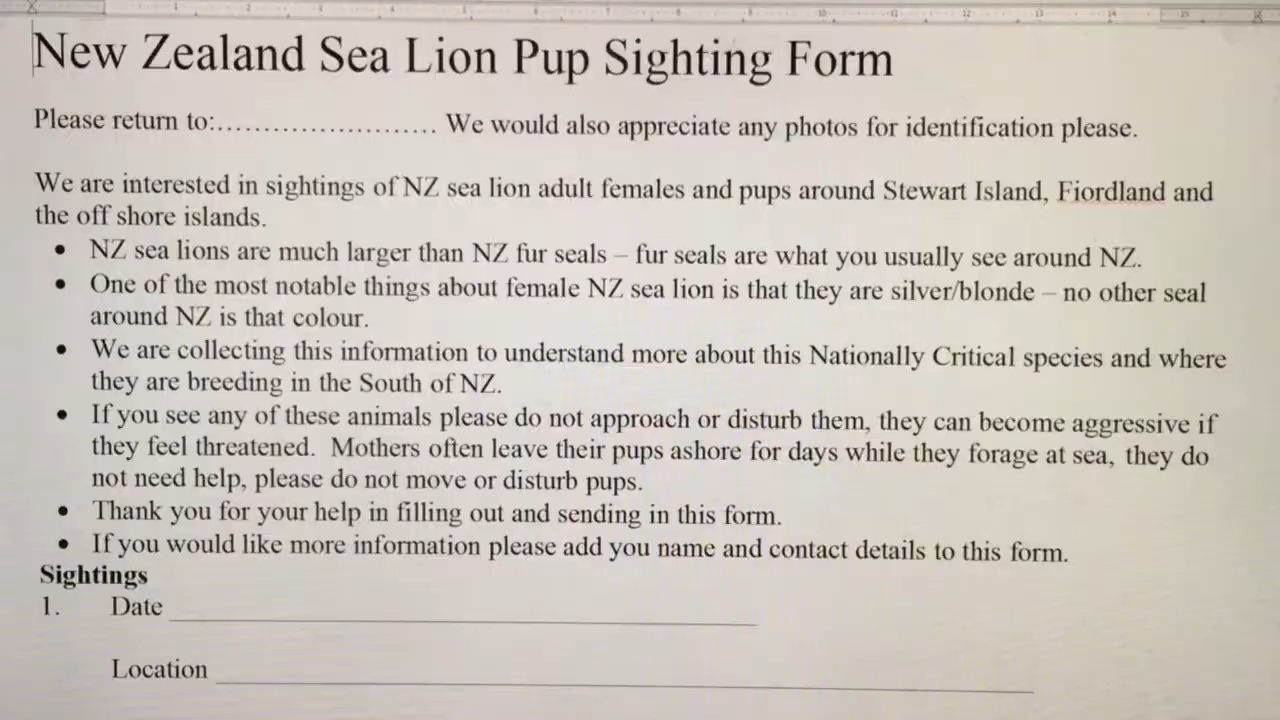 New Zealand Sea Lion Pup Sighting Form
Please return to:........................ We would also appreciate any photos for identification please.
We are interested in sightings of NZ sea lion adult females and pups around Stewart Island, Fiordland and
the off shore islands.
• NZ sea lions are much larger than NZ fur seals – fur seals are what you usually see around NZ.
• One of the most notable things about female NZ sea lion is that they are silver/blonde – no other seal
around NZ is that colour.
• We are collecting this information to understand more about this Nationally Critical species and where
they are breeding in the South of NZ.
• If you see any of these animals please do not approach or disturb them, they can become aggressive if
they feel threatened. Mothers often leave their pups ashore for days while they forage at sea, they do
not need help, please do not move or disturb pups.
• Thank you for your help in filling out and sending in this form.
• If you would like more information please add you name and contact details to this form.
Sightings
1. Date
Location